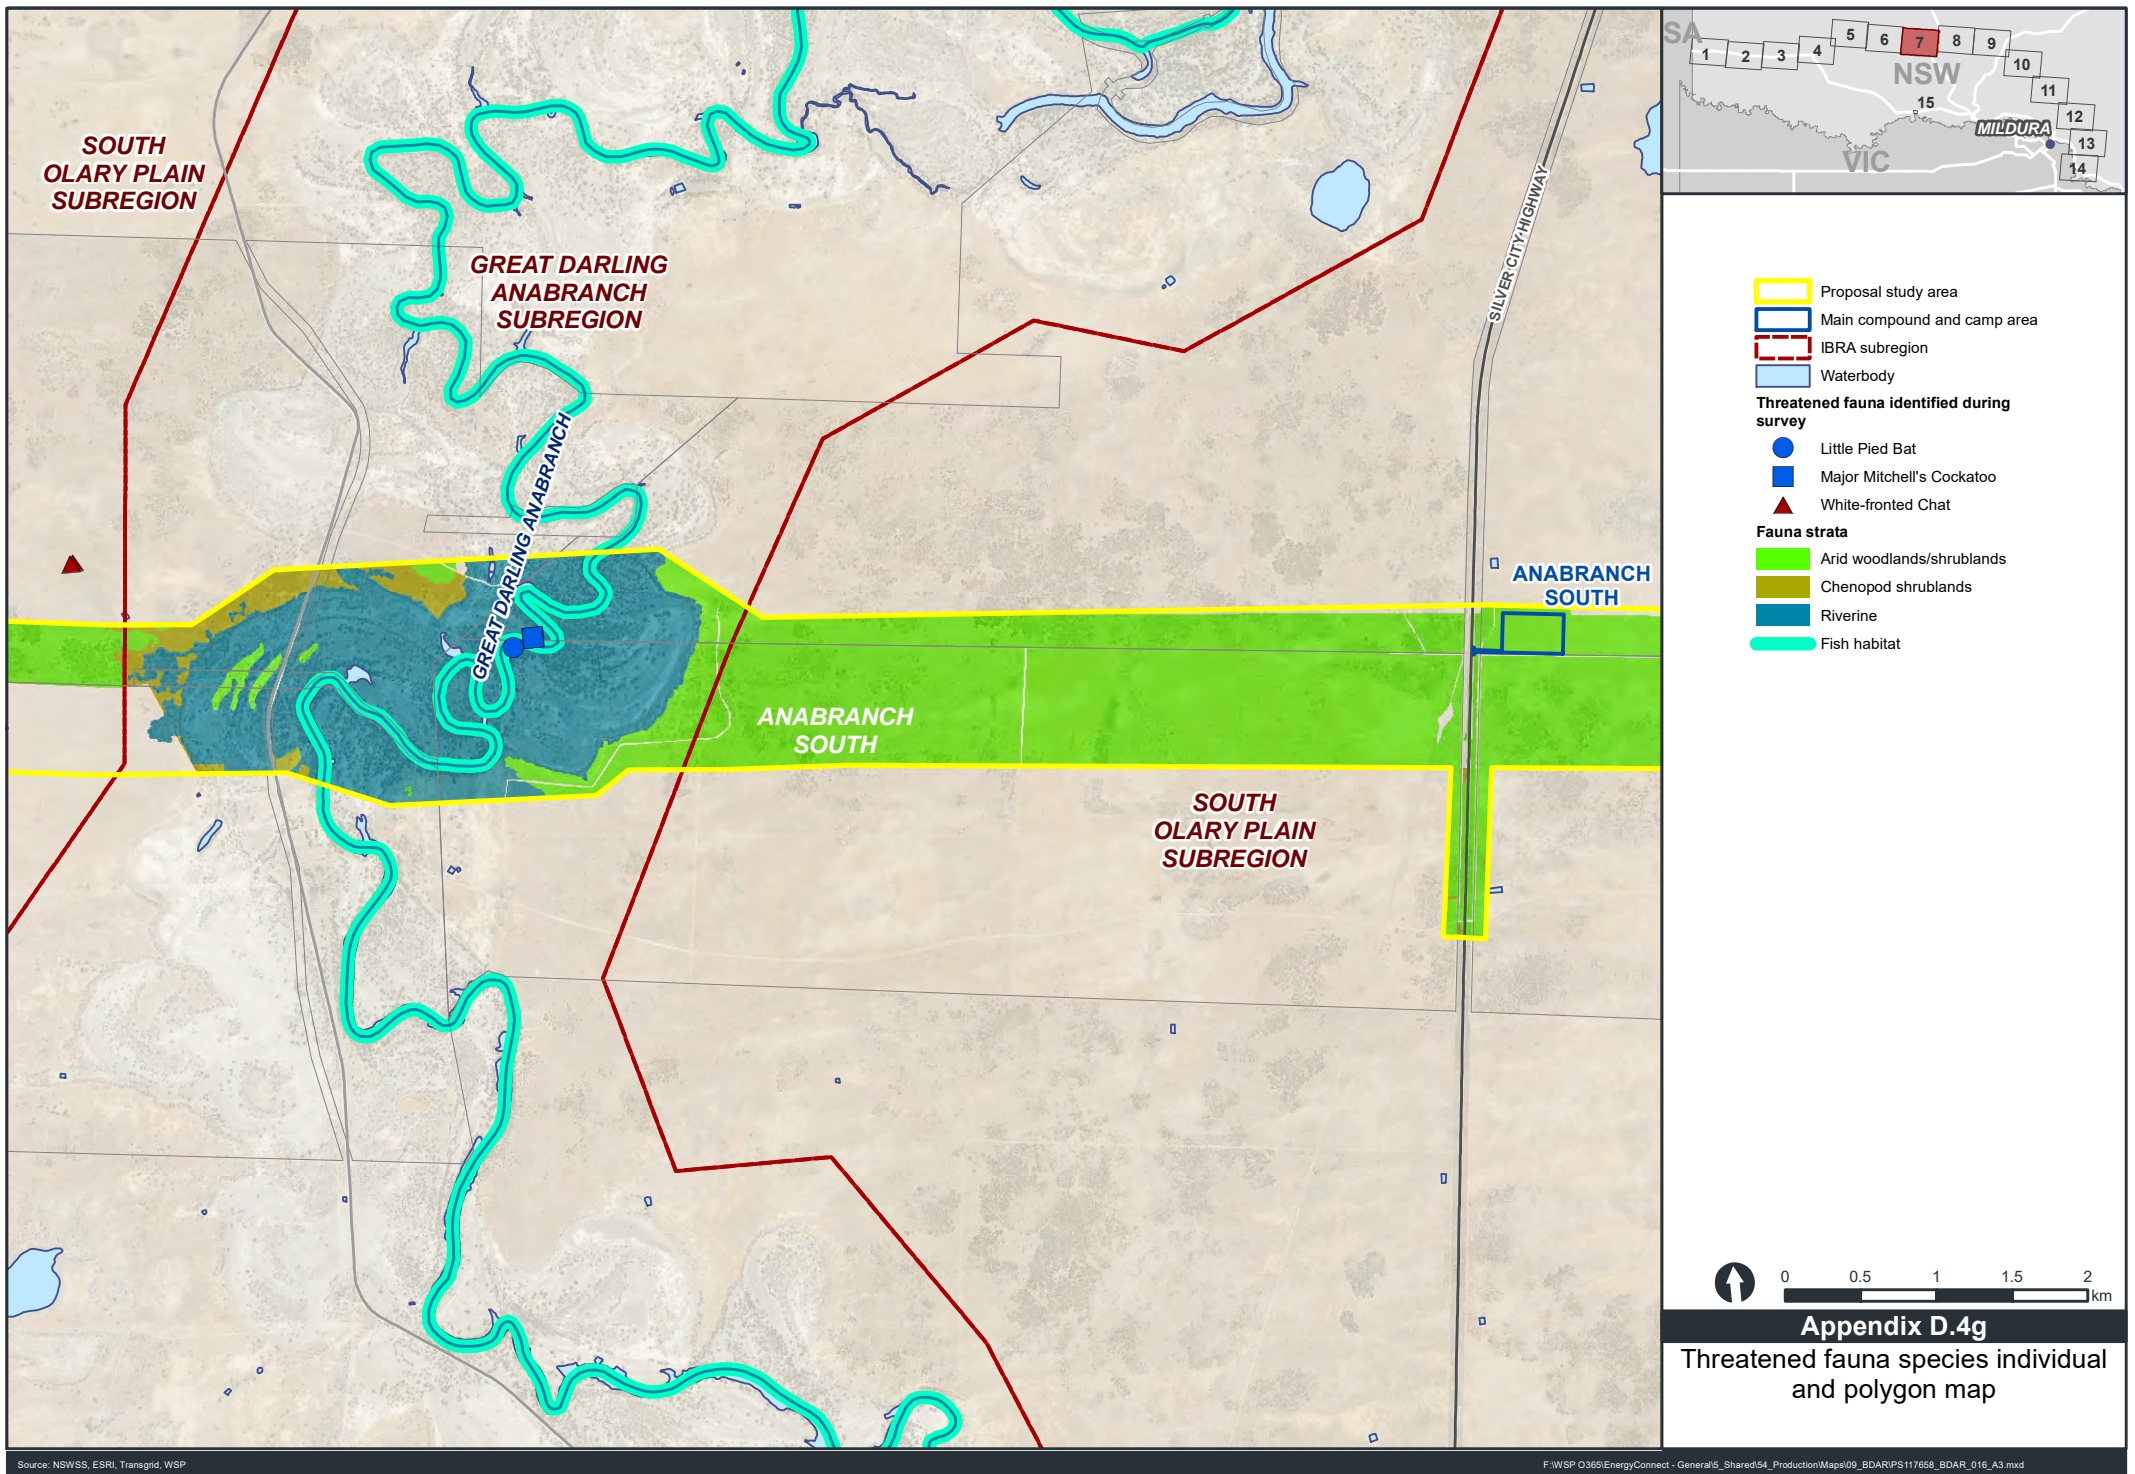 SOUTH
OLARY PLAIN
SUBREGION
GREAT DARLING
ANABRANCH
SUBREGION
SILVER CITY HIGHWAY
GREAT DARLING ANABRANCH
ANABRANCH
SOUTH
ANABRANCH
SOUTH
SOUTH
OLARY PLAIN
SUBREGION
SA
1
2
3
4
5
6
7
8
9
10
11
12
13
14
15
NSW
MILDURA
VIC
Proposal study area
Main compound and camp area
IBRA subregion
Waterbody
Threatened fauna identified during
survey
Little Pied Bat
Major Mitchell's Cockatoo
White-fronted Chat
Fauna strata
Arid woodlands/shrublands
Chenopod shrublands
Riverine
Fish habitat
0 0.5 1 1.5 2
km
Appendix D.4g
Threatened fauna species individual
and polygon map
Source: NSWSS, ESRI, Transgrid, WSP
F:\WSP O365\EnergyConnect - General\5_Shared\54_Production\Maps\09_BDAR\PS117658_BDAR_016_A3.mxd